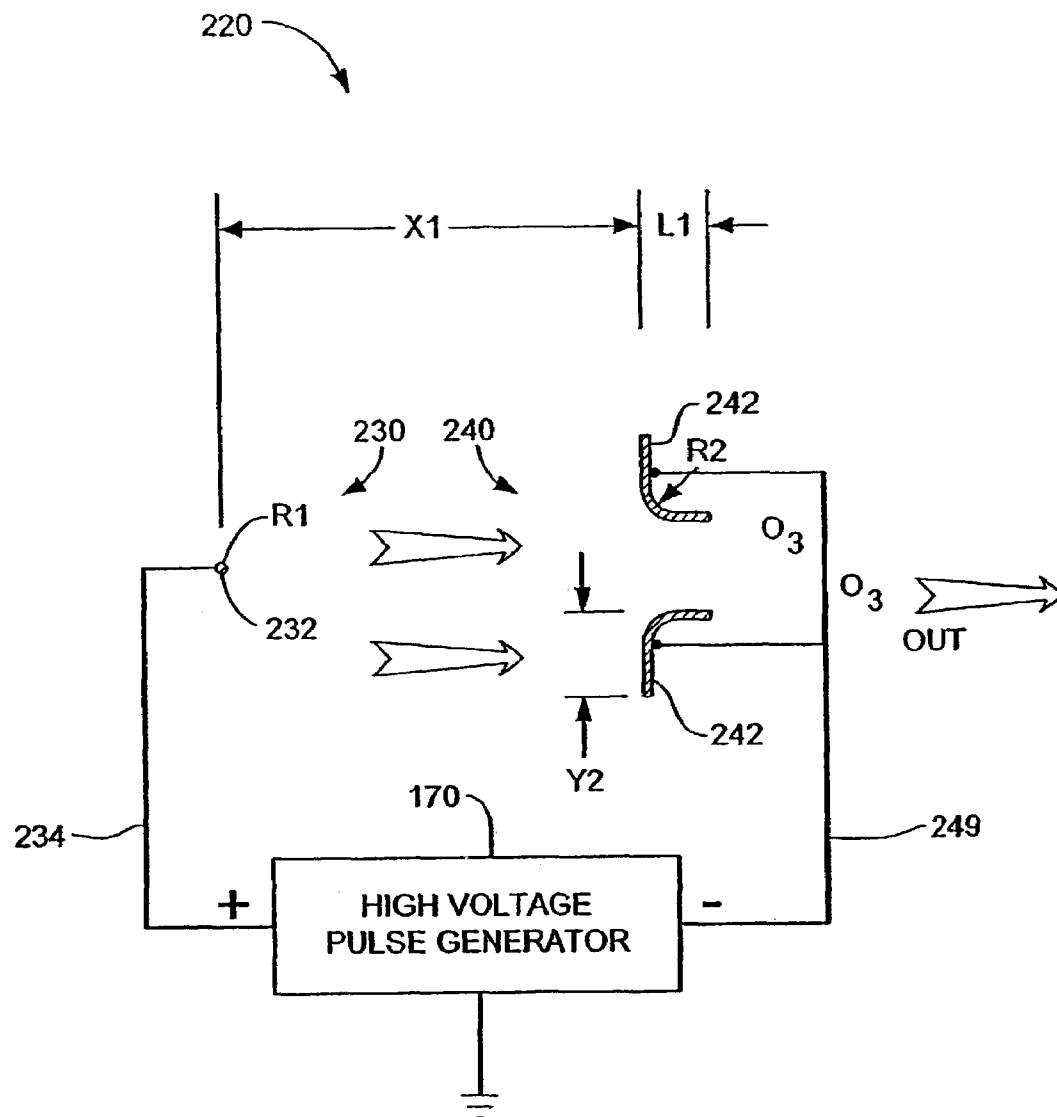 220
X1
L1
242
230
240
R2
R1
O3
232
O3
OUT
242
Y2
170
234
249
+
-
HIGH VOLTAGE
PULSE GENERATOR